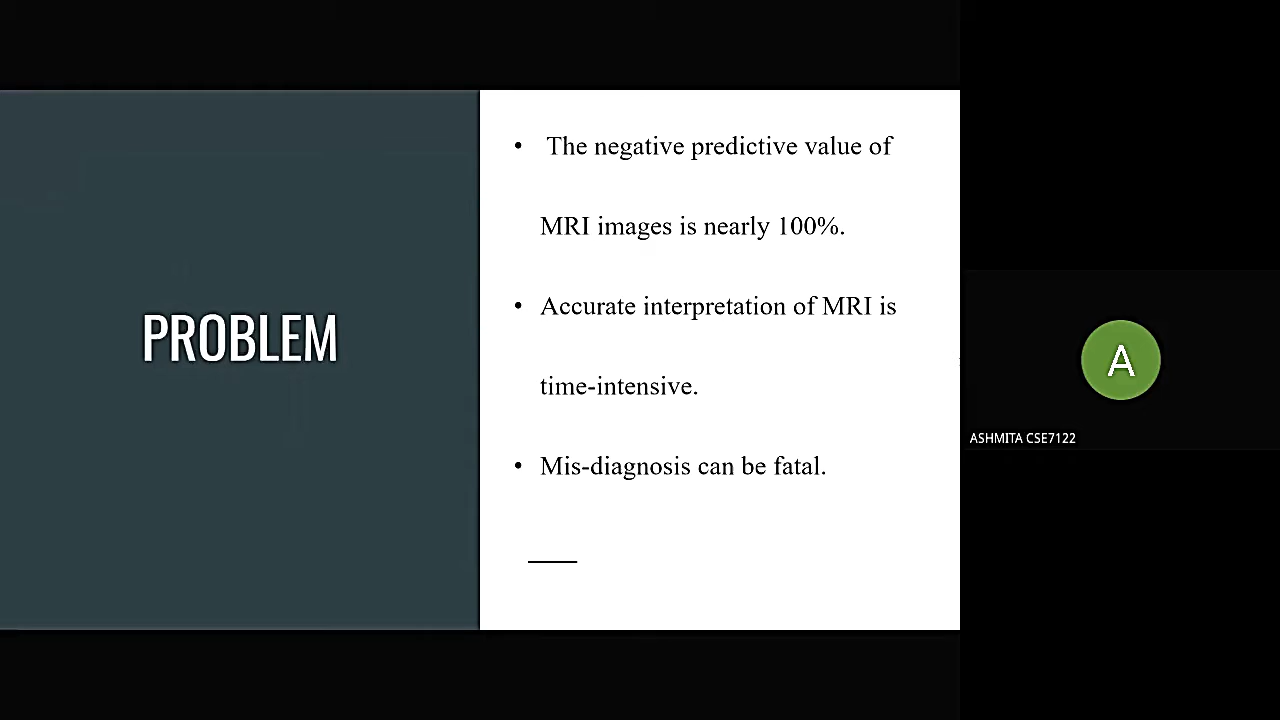 PROBLEM
• The negative predictive value of
MRI images is nearly 100%.
• Accurate interpretation of MRI is
time-intensive.
• Mis-diagnosis can be fatal.
A
ASHMITA CSE7122